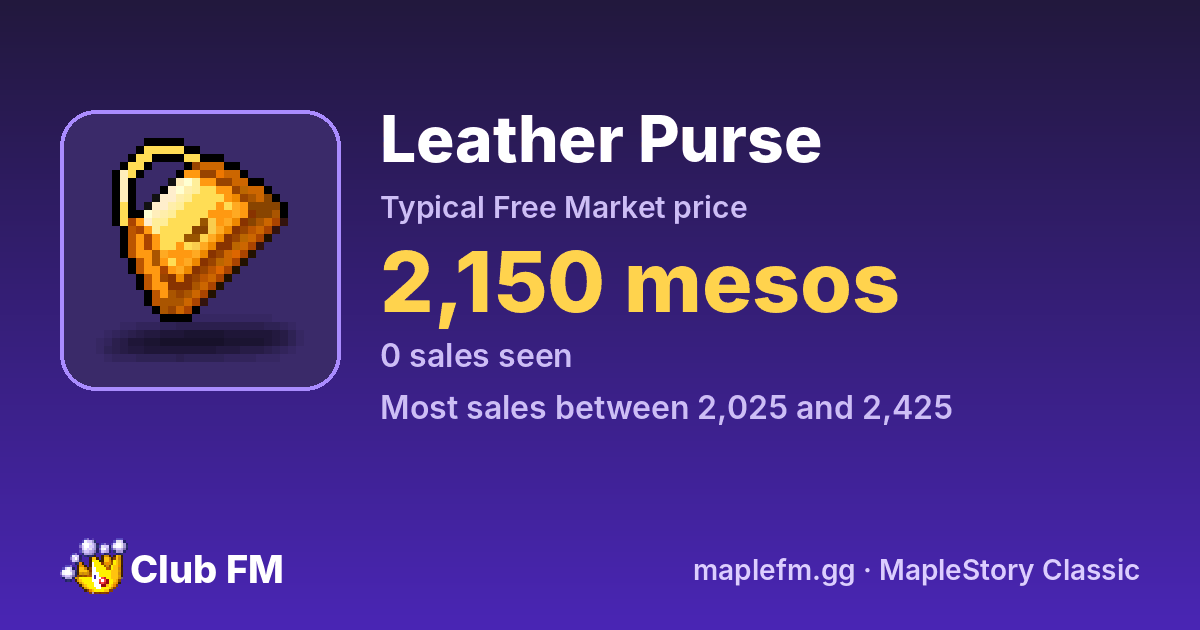 Leather Purse
Typical Free Market price
2,150 mesos
0 sales seen
Most sales between 2,025 and 2,425
Club FM
maplefm.gg · MapleStory Classic